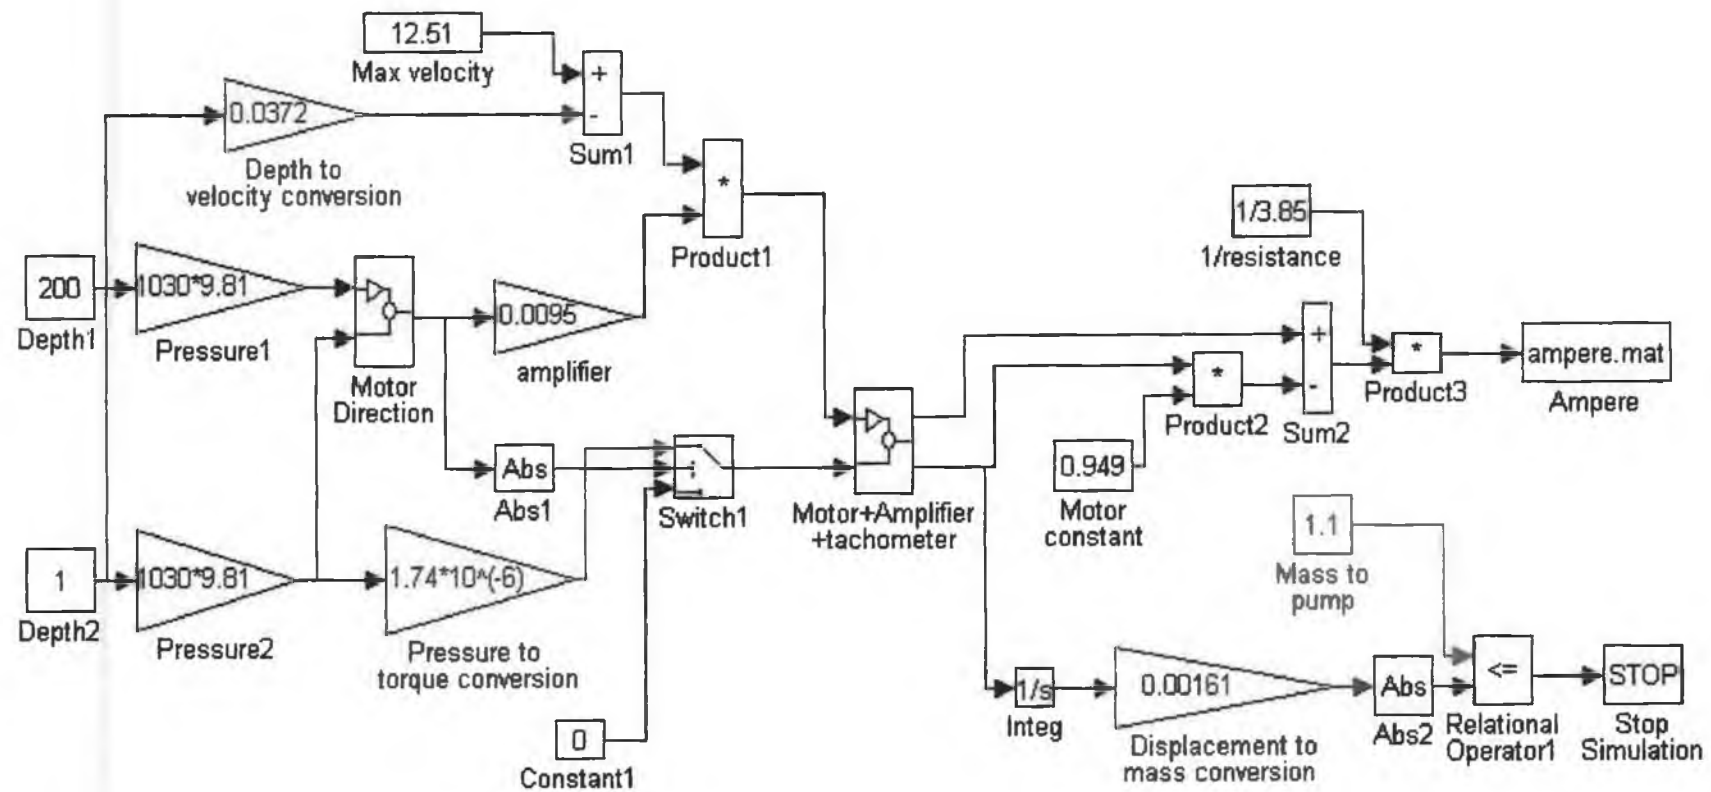 12.51
Max velocity
+
-
Sum1
0.0372
Depth to
velocity conversion
*
Product1
1/3.85
1/resistance
200
Depth1
1030*9.81
Pressure1
Motor
Direction
0.0095
amplifier
+
-
Sum2
*
Product3
ampere.mat
Ampere
*
Product2
0.949
Motor
constant
Abs
Abs1
Switch1
Motor+Amplifier
+tachometer
1.1
Mass to
pump
1
Depth2
1030*9.81
Pressure2
1.74*10^(-6)
Pressure to
torque conversion
0
Constant1
1/s
Integ
0.00161
Displacement to
mass conversion
Abs
Abs2
<=
Relational
Operator1
STOP
Stop
Simulation